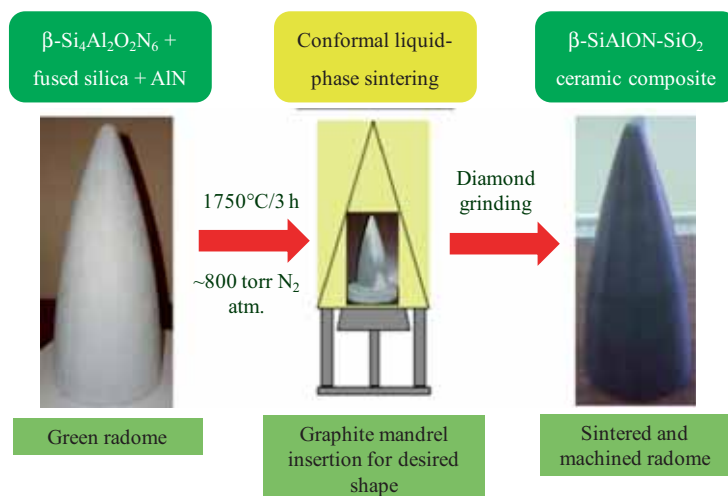 β-Si₄Al₂O₂N₆ +
fused silica + AlN
Conformal liquid-
phase sintering
β-SiAlON-SiO₂
ceramic composite
1750°C/3 h
~800 torr N₂
atm.
Diamond
grinding
Green radome
Graphite mandrel
insertion for desired
shape
Sintered and
machined radome